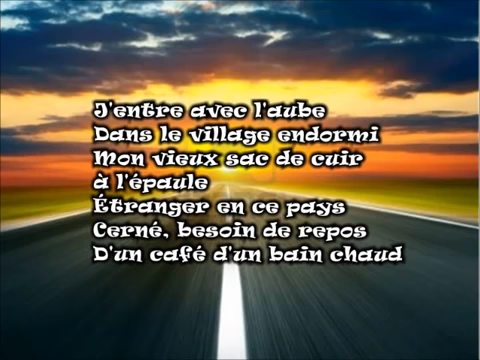 J'entre avec l'aube
Dans le village endormi
Mon vieux sac de cuir
à l'épaule
Étranger en ce pays
Cerné, besoin de repos
D'un café d'un bain chaud